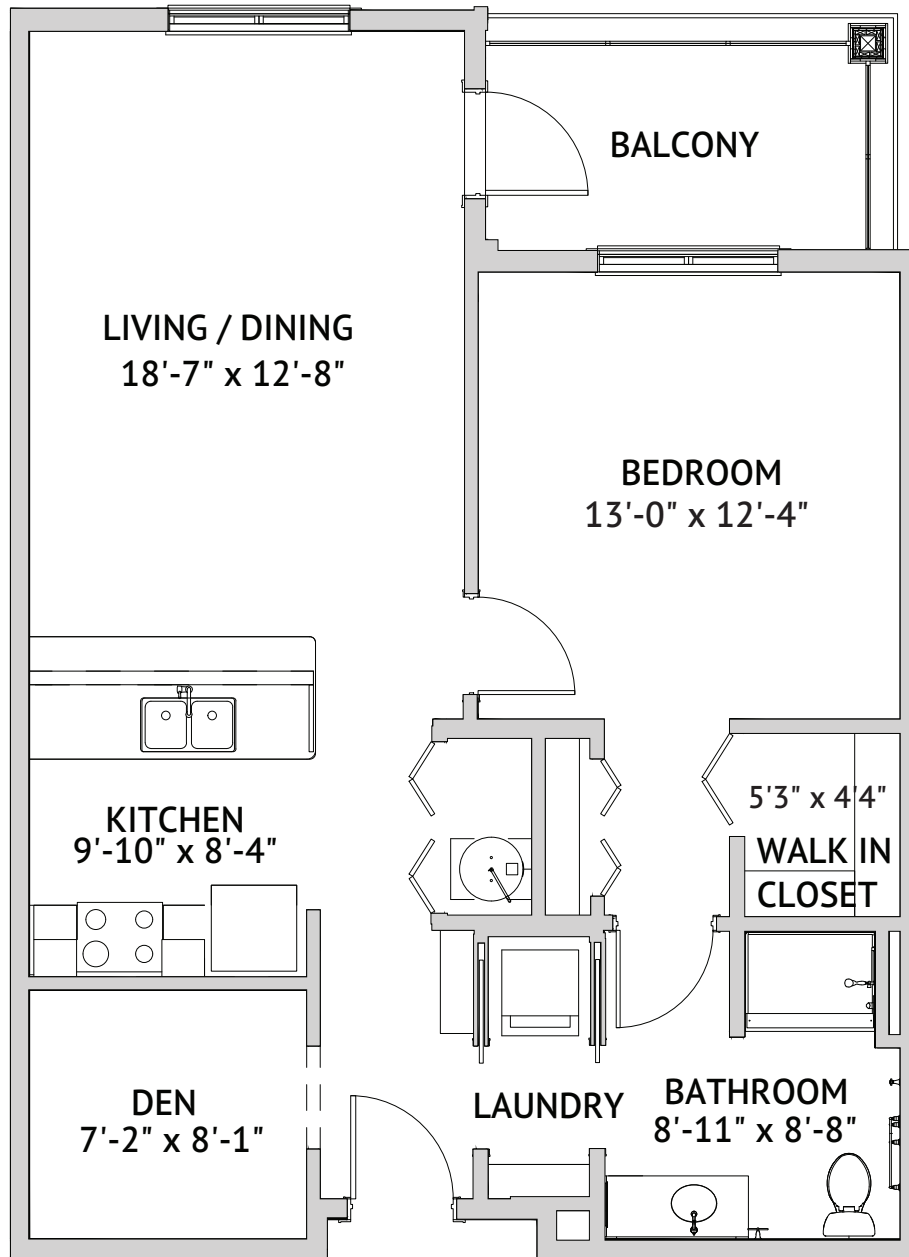 BALCONY
LIVING / DINING
18'-7" x 12'-8"
BEDROOM
13'-0" x 12'-4"
KITCHEN
9'-10" x 8'-4"
5'3" x 4'4"
WALK IN
CLOSET
DEN
7'-2" x 8'-1"
LAUNDRY
BATHROOM
8'-11" x 8'-8"